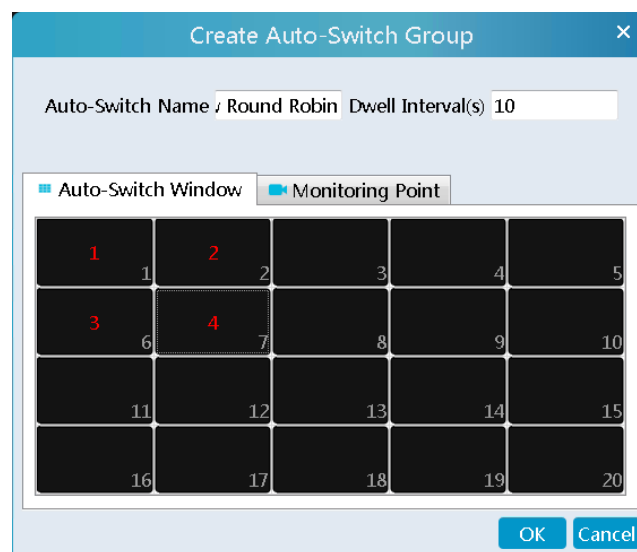 Create Auto-Switch Group
Auto-Switch Name Round Robin Dwell Interval(s) 10
Auto-Switch Window Monitoring Point
1 1 2 2 3 4 5
3 6 4 7 8 9 10
11 12 13 14 15
16 17 18 19 20
OK Cancel